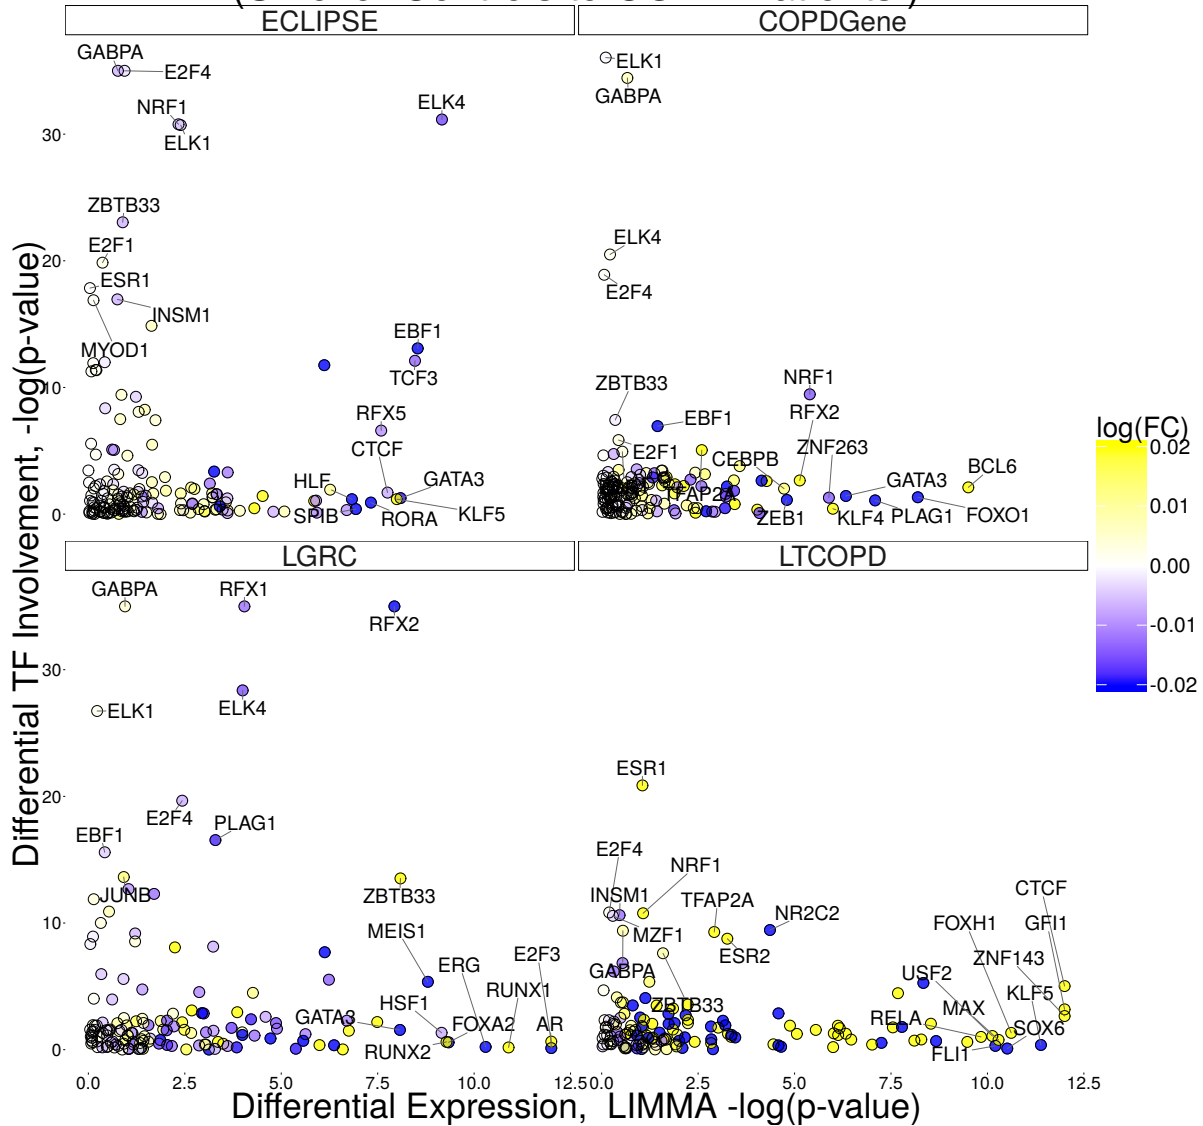 ECLIPSE
COPDGene
GABPA
E2F4
NRF1
ELK1
ELK4
ZBTB33
E2F1
ESR1
INSM1
MYOD1
EBF1
TCF3
RFX5
CTCF
HLF
GATA3
SPIB
RORA
KLF5
ELK1
GABPA
ELK4
E2F4
ZBTB33
NRF1
EBF1
RFX2
E2F1
CEBPB
ZNF263
TFAP2A
GATA3
BCL6
ZEB1
KLF4
PLAG1
FOXO1
30
20
10
0
LGRC
LTCOPD
GABPA
RFX1
RFX2
ELK4
ELK1
E2F4
PLAG1
EBF1
JUNB
ZBTB33
MEIS1
ERG
E2F3
RUNX1
HSF1
GATA3
FOXA2
AR
RUNX2
ESR1
E2F4
NRF1
INSM1
TFAP2A
NR2C2
MZF1
ESR2
GABPA
ZBTB33
CTCF
FOXH1
GFI1
ZNF143
USF2
KLF5
MAX
RELA
SOX6
FLI1
30
20
10
0
0.0 2.5 5.0 7.5 10.0 12.5
0.0 2.5 5.0 7.5 10.0 12.5
Differential Expression, LIMMA -log(p-value)
Differential TF Involvement, -log(p-value)
log(FC)
0.02
0.01
0.00
-0.01
-0.02